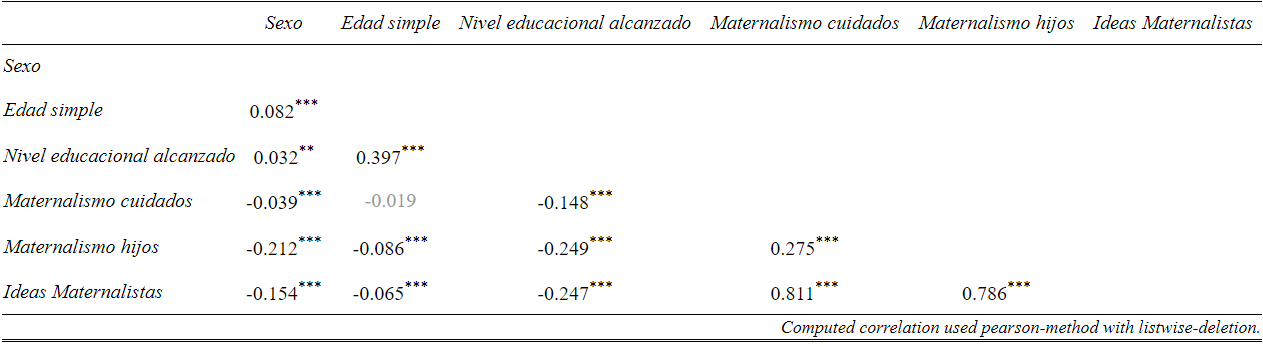 Sexo Edad simple Nivel educacional alcanzado Maternalismo cuidados Maternalismo hijos Ideas Maternalistas
Sexo
Edad simple 0.082***
Nivel educacional alcanzado 0.032** 0.397***
Maternalismo cuidados -0.039*** -0.019 -0.148***
Maternalismo hijos -0.212*** -0.086*** -0.249*** 0.275***
Ideas Maternalistas -0.154*** -0.065*** -0.247*** 0.811*** 0.786***
Computed correlation used pearson-method with listwise-deletion.